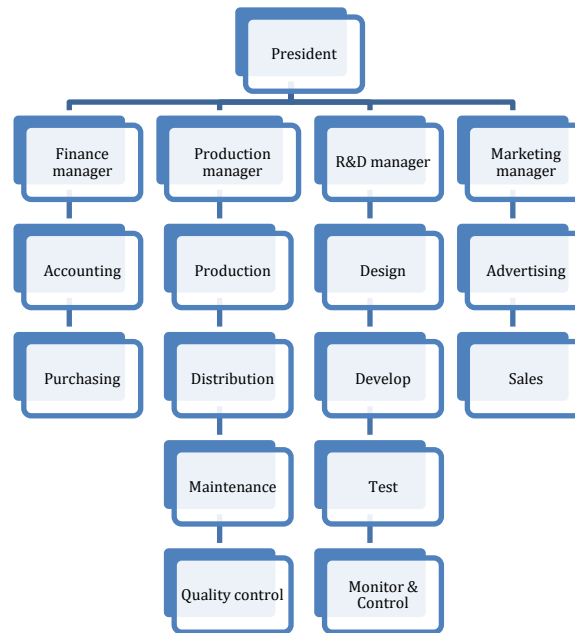 President
Finance
manager
Production
manager
R&D manager
Marketing
manager
Accounting
Production
Design
Advertising
Purchasing
Distribution
Develop
Sales
Maintenance
Test
Quality control
Monitor &
Control